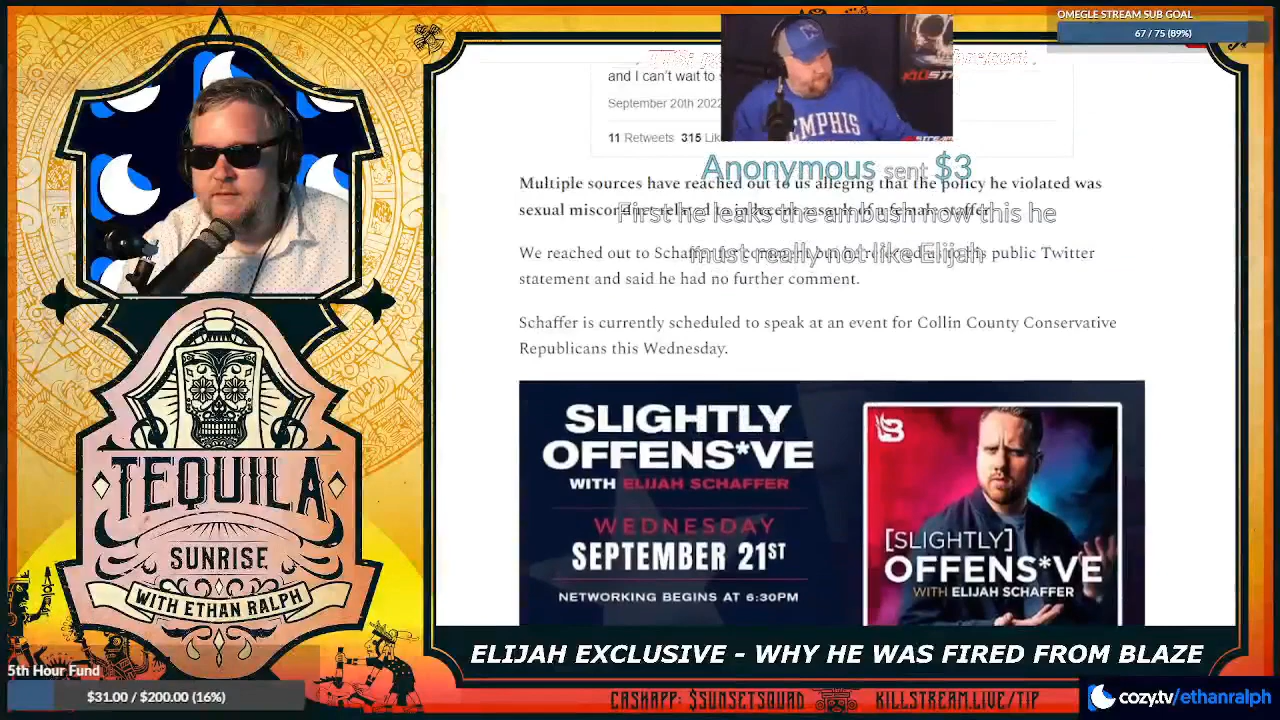 OMEGLE STREAM SUB GOAL
67 / 75 (89%)
and I can't wait to
September 20th 2022
11 Retweets 315
MEMPHIS
Anonymous sent $3
First he leaks the ambush now this he
must really not like Elijah
Multiple sources have reached out to us alleging that the policy he violated was
sexual
We reached out to public Twitter
statement and said he had no further comment.
Schaffer is currently scheduled to speak at an event for Collin County Conservative
Republicans this Wednesday.
SLIGHTLY
OFFENS*VE
WITH ELIJAH SCHAFFER
WEDNESDAY
SEPTEMBER 21ST
NETWORKING BEGINS AT 6:30PM
B
[SLIGHTLY]
OFFENS*VE
WITH ELIJAH SCHAFFER
TEQUILA
SUNRISE
WITH ETHAN RALPH
5th Hour Fund
$31.00 / $200.00 (16%)
ELIJAH EXCLUSIVE - WHY HE WAS FIRED FROM BLAZE
CASHAPP: $SUNSETSQUAD
KILLSTREAM.LIVE/TIP
cozy.tv/ethanralph